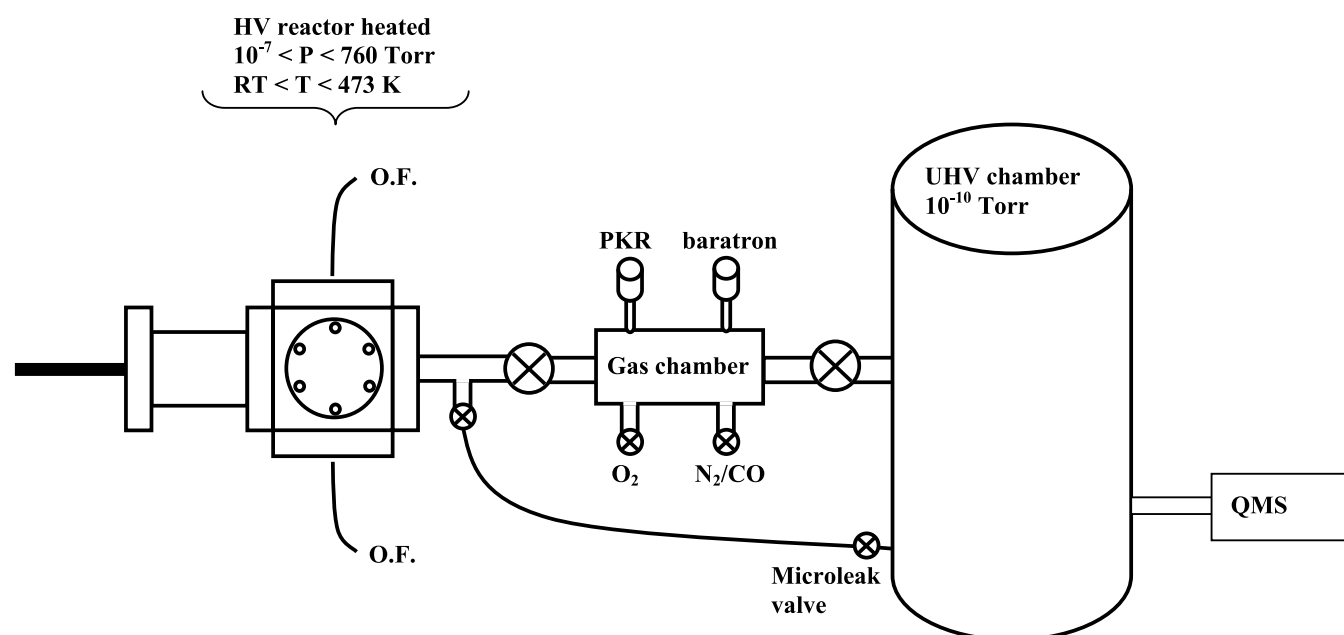 HV reactor heated
10⁻⁷ < P < 760 Torr
RT < T < 473 K
O.F.
UHV chamber
10⁻¹⁰ Torr
PKR
baratron
Gas chamber
O₂
N₂/CO
QMS
O.F.
Microleak
valve